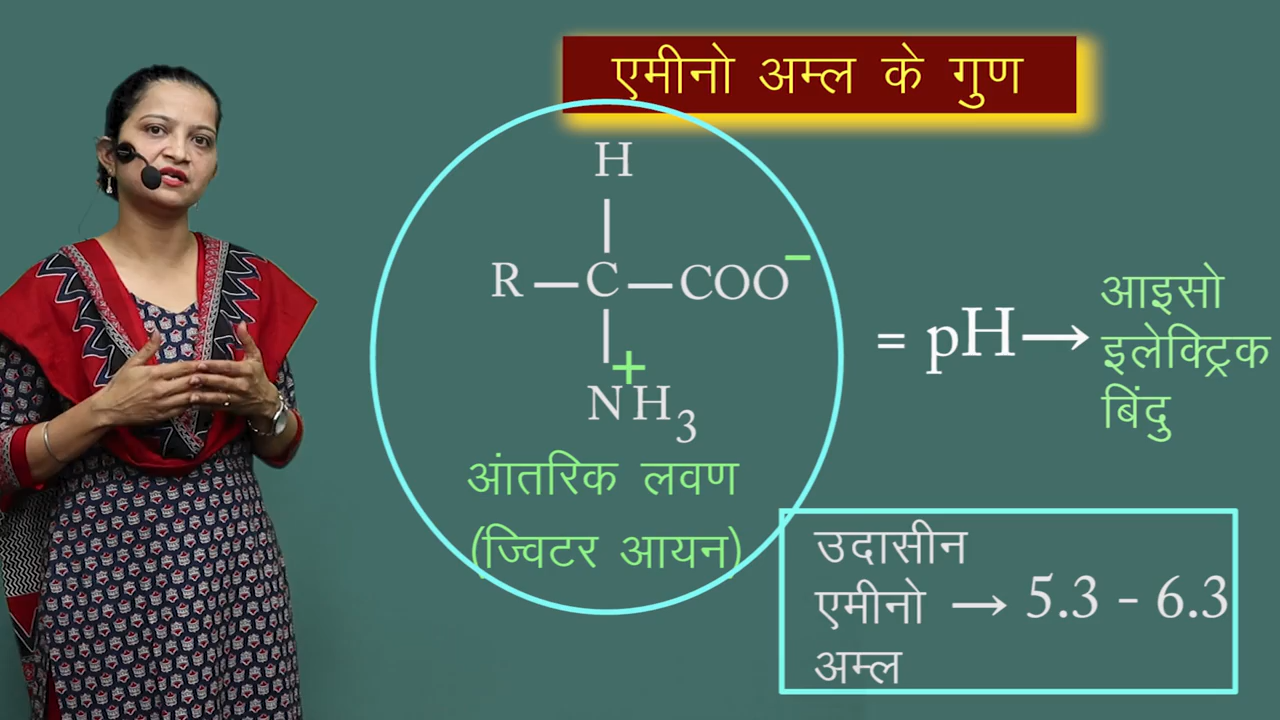 एमीनो अम्ल के गुण
H
R — C — COO⁻
+
NH₃
आंतरिक लवण
(ज्विटर आयन)
= pH→
आइसो
इलेक्ट्रिक
बिंदु
उदासीन
एमीनो → 5.3 - 6.3
अम्ल